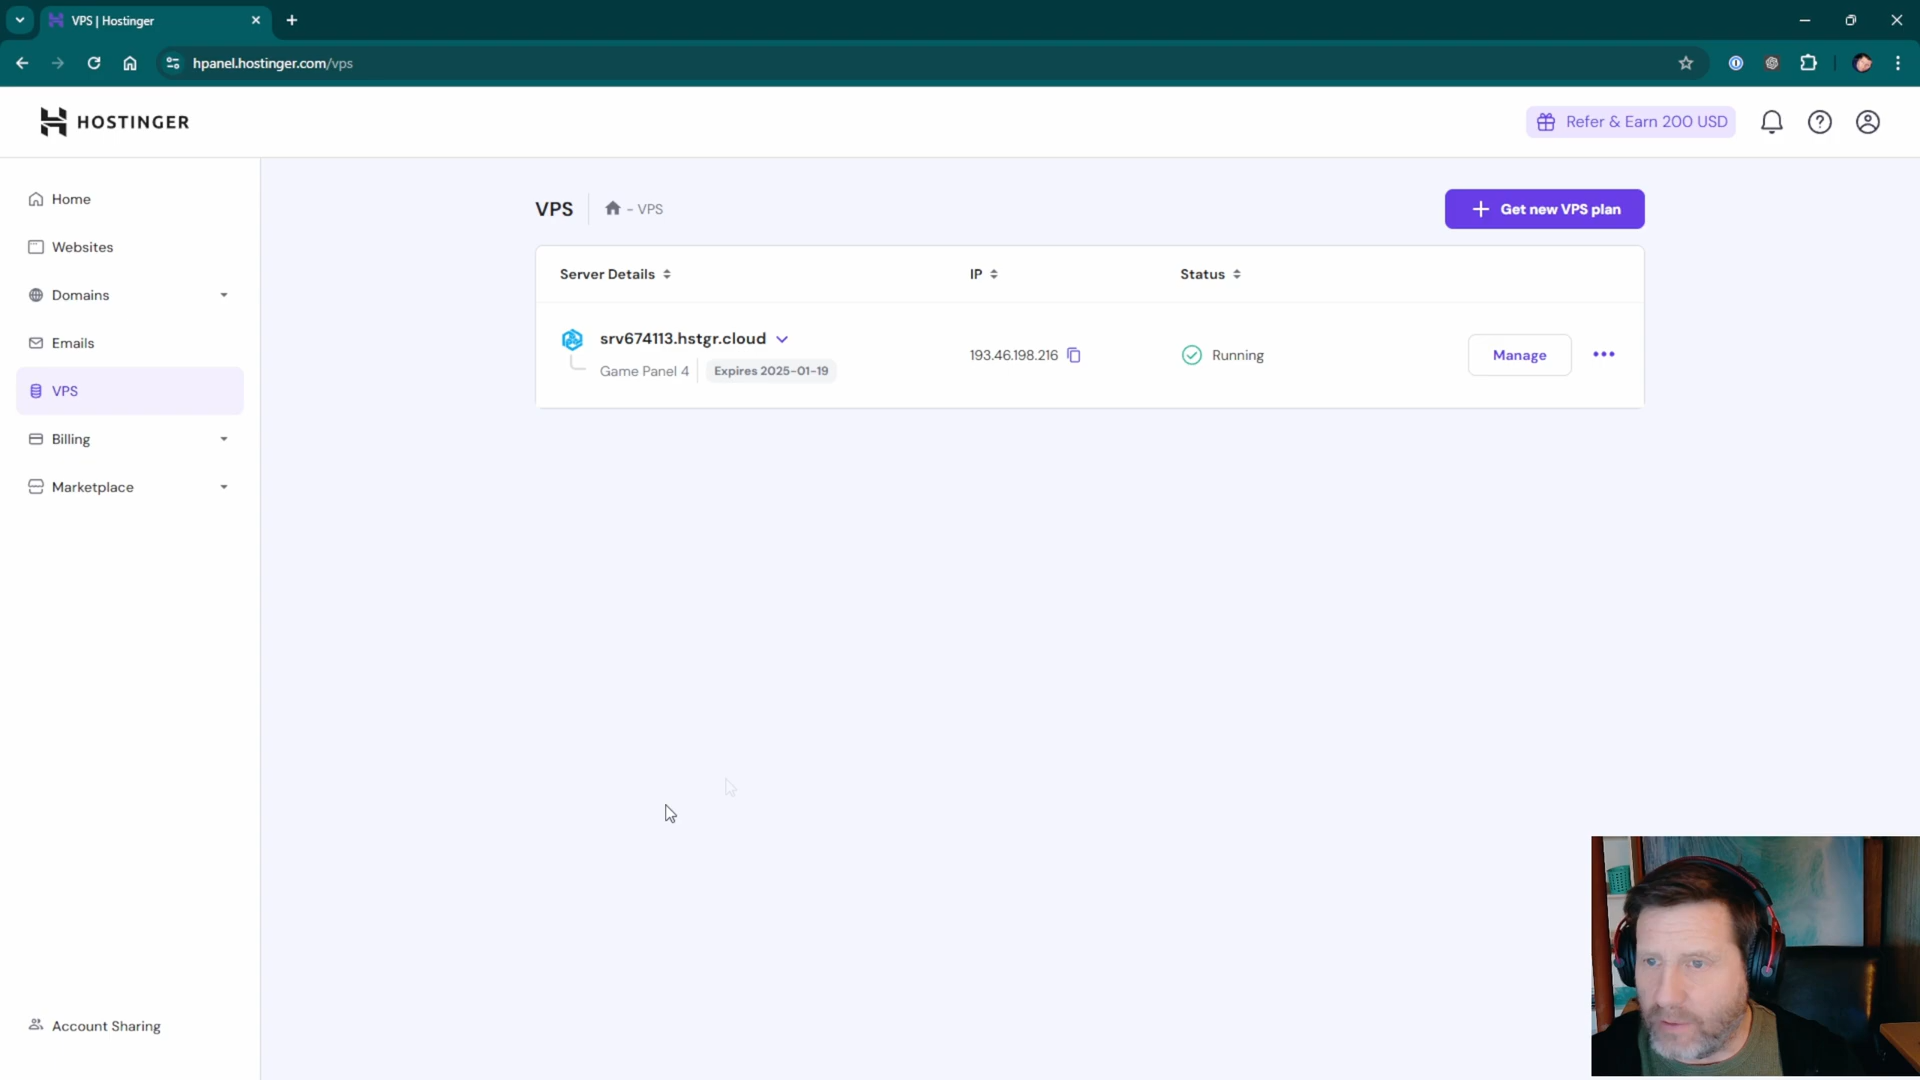 VPS | Hostinger
hpanel.hostinger.com/vps
HOSTINGER
Refer & Earn 200 USD
Home
Websites
Domains
Emails
VPS
Billing
Marketplace
Account Sharing
VPS
- VPS
Get new VPS plan
Server Details
IP
Status
srv674113.hstgr.cloud
Game Panel 4
Expires 2025-01-19
193.46.198.216
Running
Manage